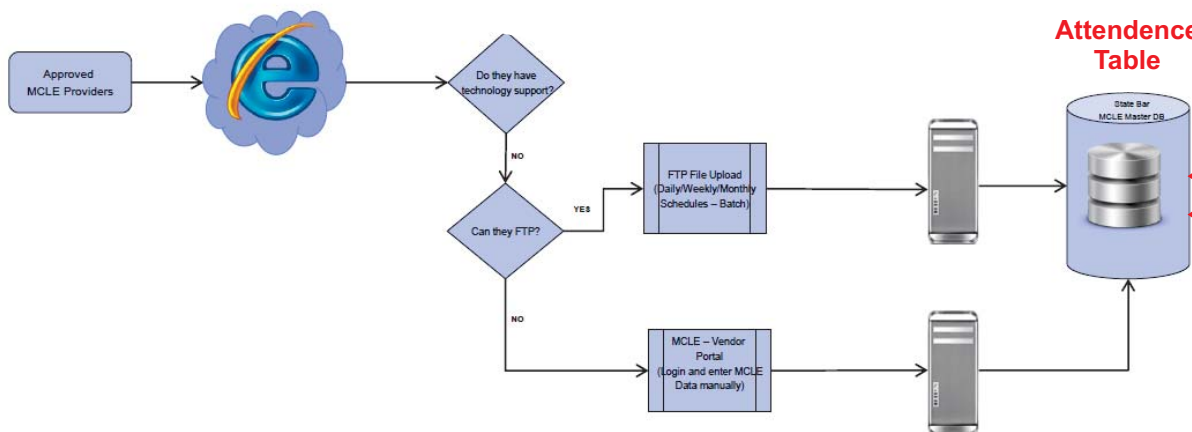 Attendence
Table
Approved
MCLE Providers
Do they have
technology support?
State Bar
MCLE Master DB
NO
FTP File Upload
(Daily/Weekly/Monthly
Schedules – Batch)
YES
Can they FTP?
NO
MCLE – Vendor
Portal
(Login and enter MCLE
Data manually)